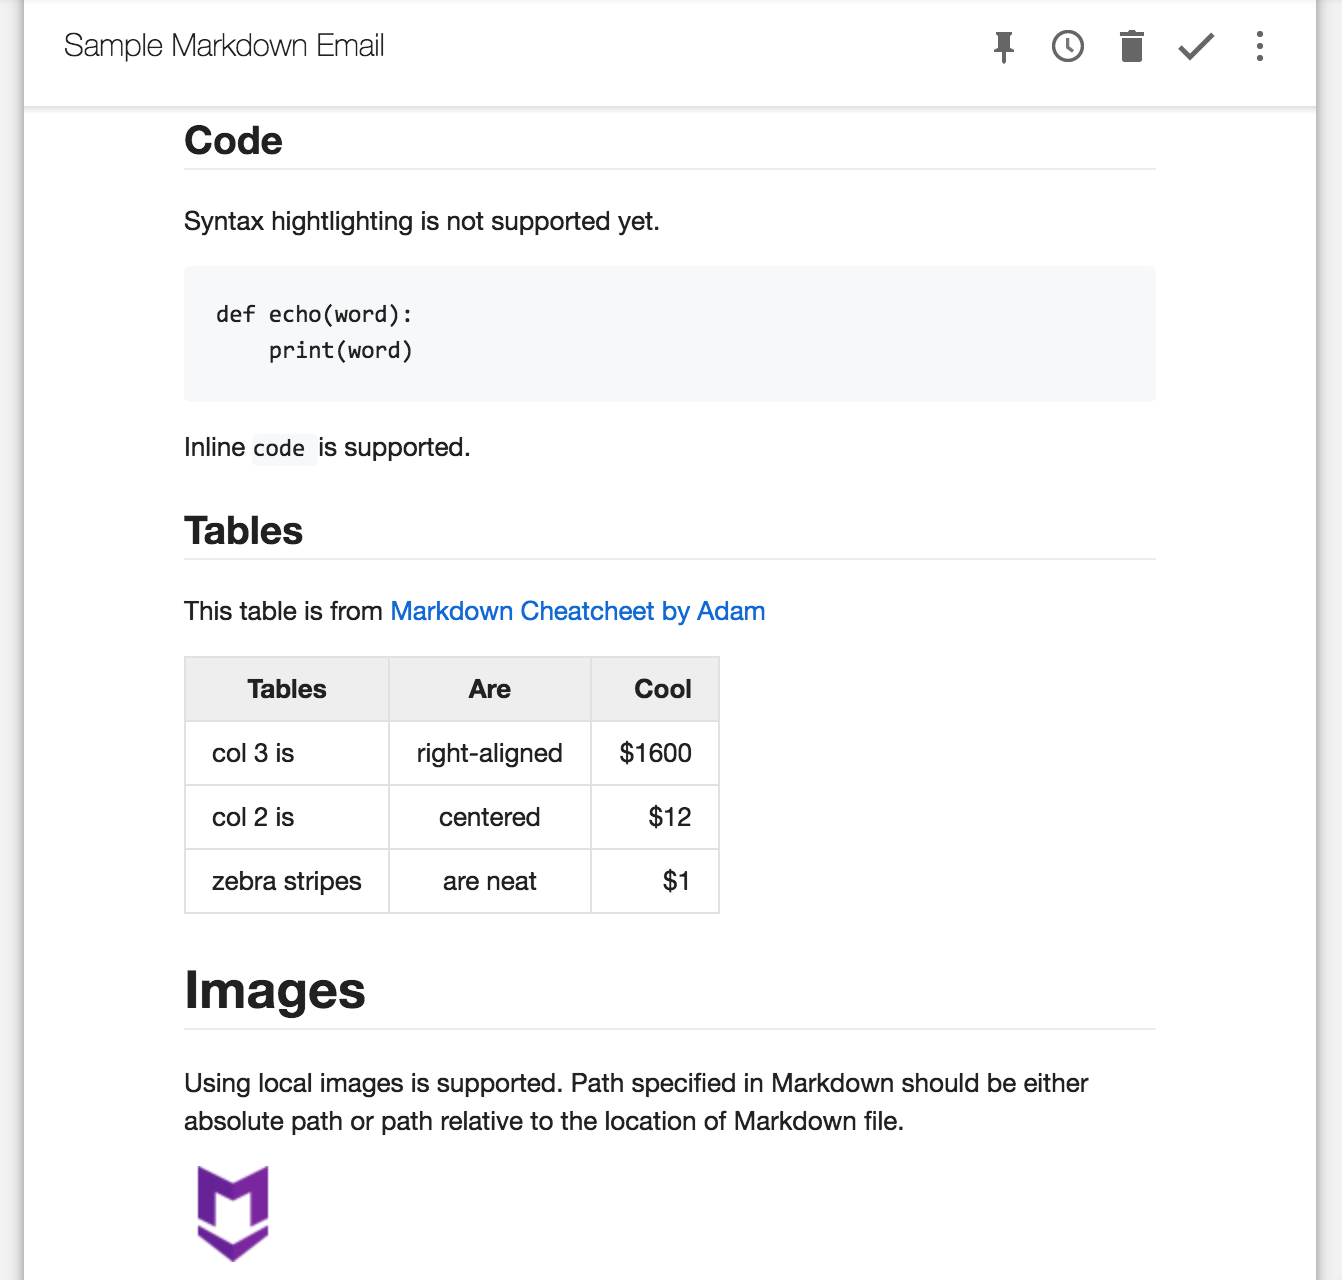 Sample Markdown Email
Code
Syntax hightlighting is not supported yet.
def echo(word):
    print(word)
Inline code is supported.
Tables
This table is from Markdown Cheatcheet by Adam
Tables Are Cool
col 3 is right-aligned $1600
col 2 is centered $12
zebra stripes are neat $1
Images
Using local images is supported. Path specified in Markdown should be either
absolute path or path relative to the location of Markdown file.